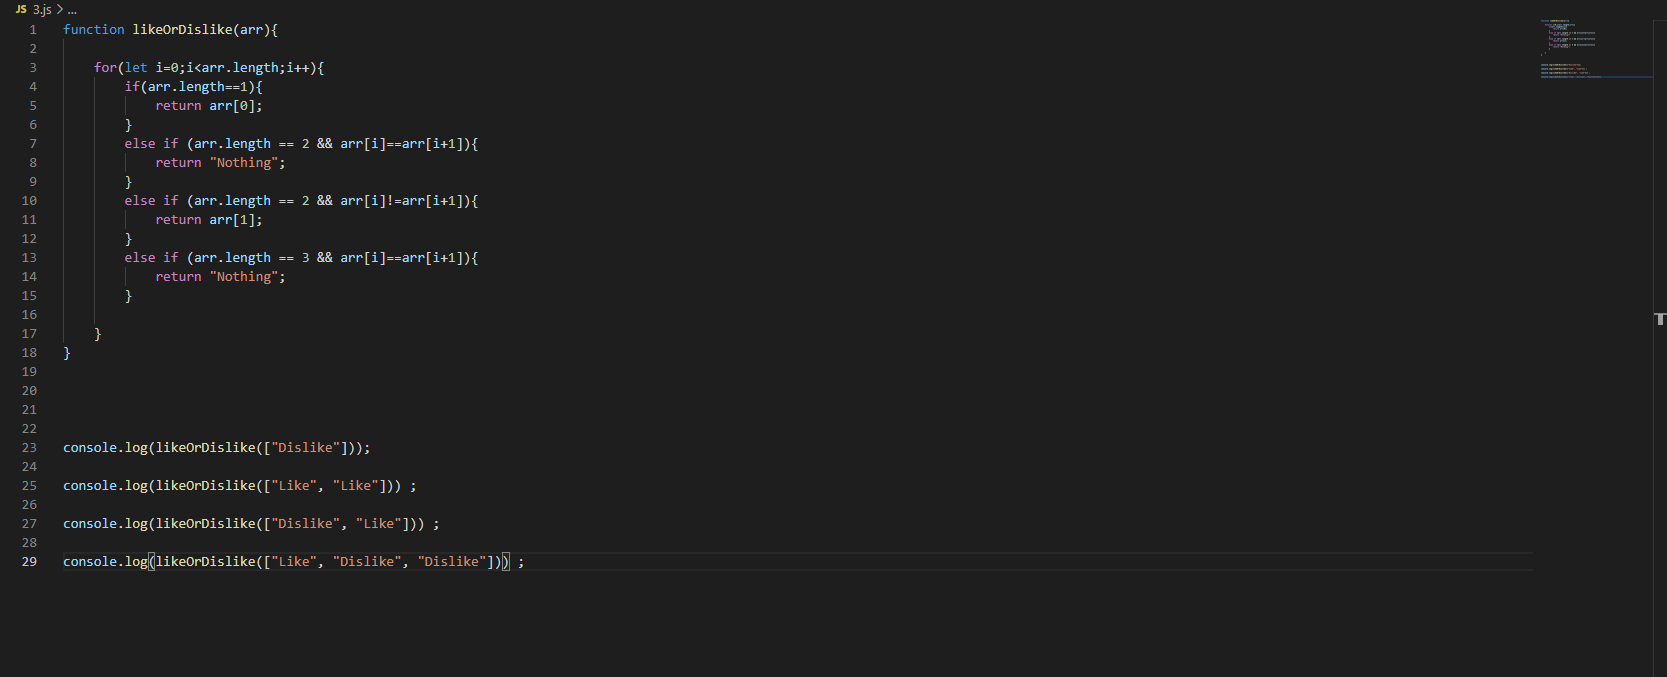 JS 3.js > ...
1 function likeOrDislike(arr){
2
3     for(let i=0;i<arr.length;i++){
4         if(arr.length==1){
5             return arr[0];
6         }
7         else if (arr.length == 2 && arr[i]==arr[i+1]){
8             return "Nothing";
9         }
10         else if (arr.length == 2 && arr[i]!=arr[i+1]){
11             return arr[1];
12         }
13         else if (arr.length == 3 && arr[i]==arr[i+1]){
14             return "Nothing";
15         }
16
17     }
18 }
19
20
21
22
23 console.log(likeOrDislike(["Dislike"]));
24
25 console.log(likeOrDislike(["Like", "Like"])) ;
26
27 console.log(likeOrDislike(["Dislike", "Like"])) ;
28
29 console.log(likeOrDislike(["Like", "Dislike", "Dislike"])) ;